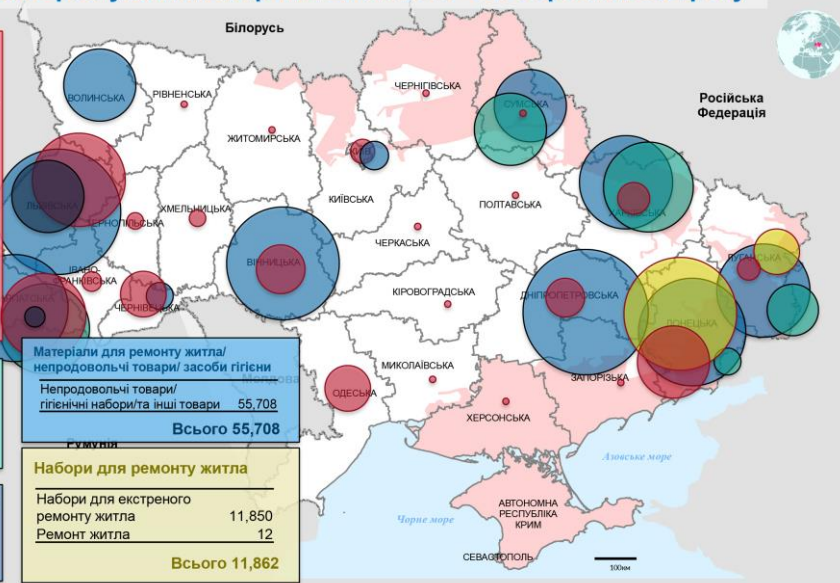 Білорусь
Російська
Федерація
ВОЛИНСЬКА
РІВНЕНСЬКА
ЖИТОМИРСЬКА
ЧЕРНІГІВСЬКА
СУМСЬКА
КИЇВ
КИЇВСЬКА
ПОЛТАВСЬКА
ХАРКІВСЬКА
ЛЬВІВСЬКА
ТЕРНОПІЛЬСЬКА
ХМЕЛЬНИЦЬКА
ВІННИЦЬКА
ЧЕРКАСЬКА
ЛУГАНСЬКА
ІВАНО-
ФРАНКІВСЬКА
ЧЕРНІВЕЦЬКА
КІРОВОГРАДСЬКА
ДНІПРОПЕТРОВСЬКА
ДОНЕЦЬКА
Молдова
МИКОЛАЇВСЬКА
ОДЕСЬКА
ЗАПОРІЗЬКА
ХЕРСОНСЬКА
Румунія
Азовське море
Чорне море
АВТОНОМНА
РЕСПУБЛІКА
КРИМ
СЕВАСТОПОЛЬ
100км
Матеріали для ремонту житла/
непродовольчі товари/ засоби гігієни
Непродовольчі товари/
гігієнічні набори/та інші товари 55,708
Всього 55,708
Набори для ремонту житла
Набори для екстреного
ремонту житла 11,850
Ремонт житла 12
Всього 11,862